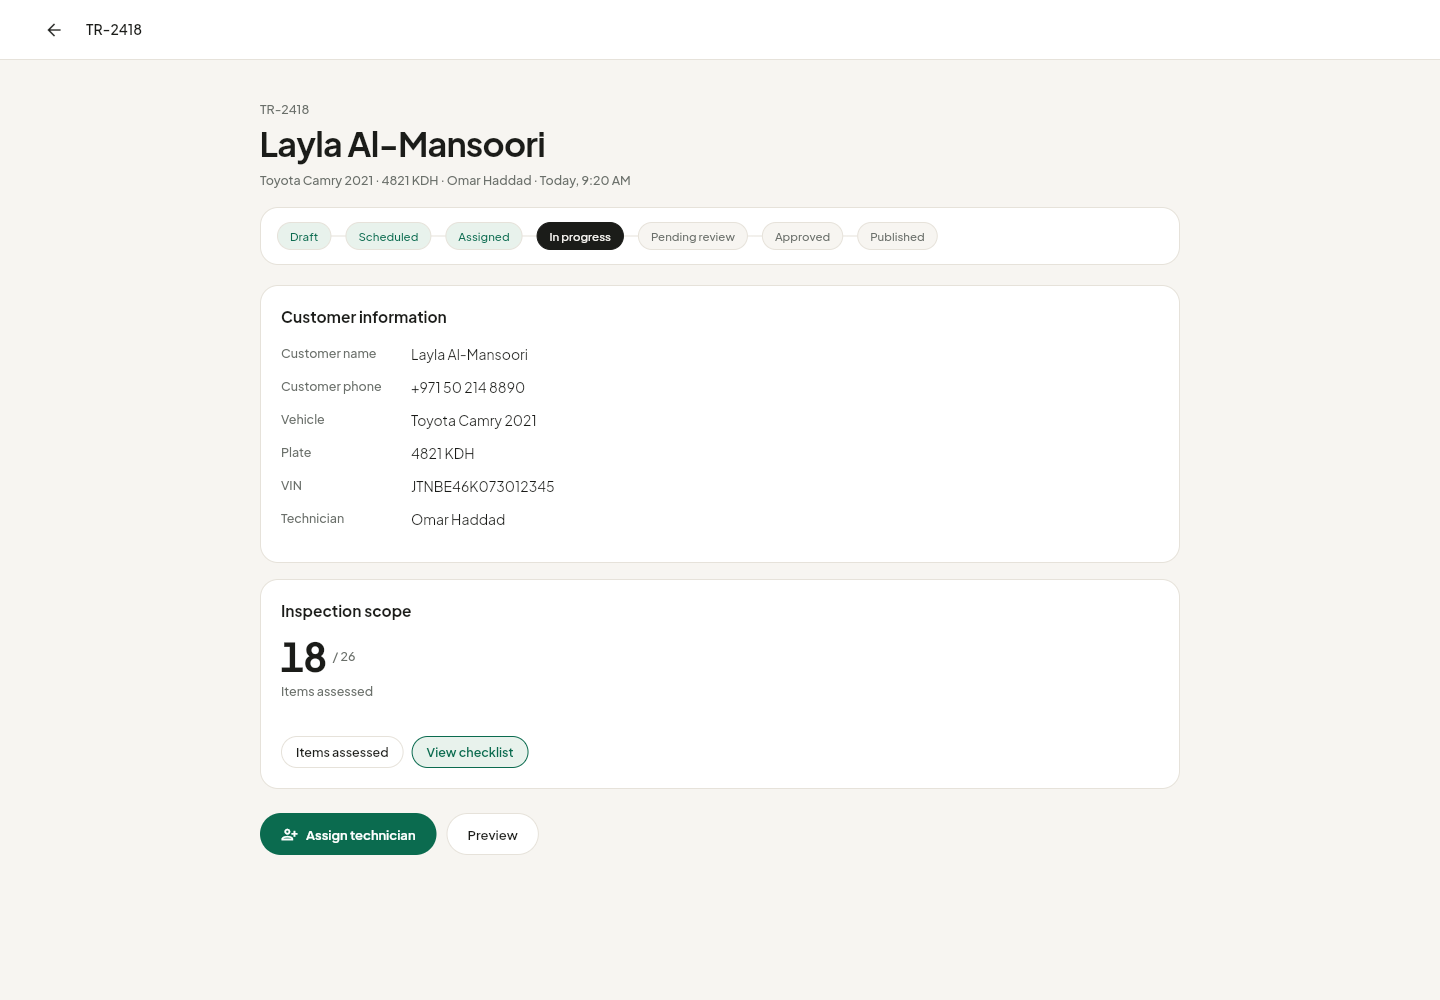 TR-2418
TR-2418
Layla Al-Mansoori
Toyota Camry 2021 · 4821 KDH · Omar Haddad · Today, 9:20 AM
Draft Scheduled Assigned In progress Pending review Approved Published
Customer information
Customer name Layla Al-Mansoori
Customer phone +971 50 214 8890
Vehicle Toyota Camry 2021
Plate 4821 KDH
VIN JTNBE46K073012345
Technician Omar Haddad
Inspection scope
18 / 26
Items assessed
Items assessed View checklist
Assign technician Preview